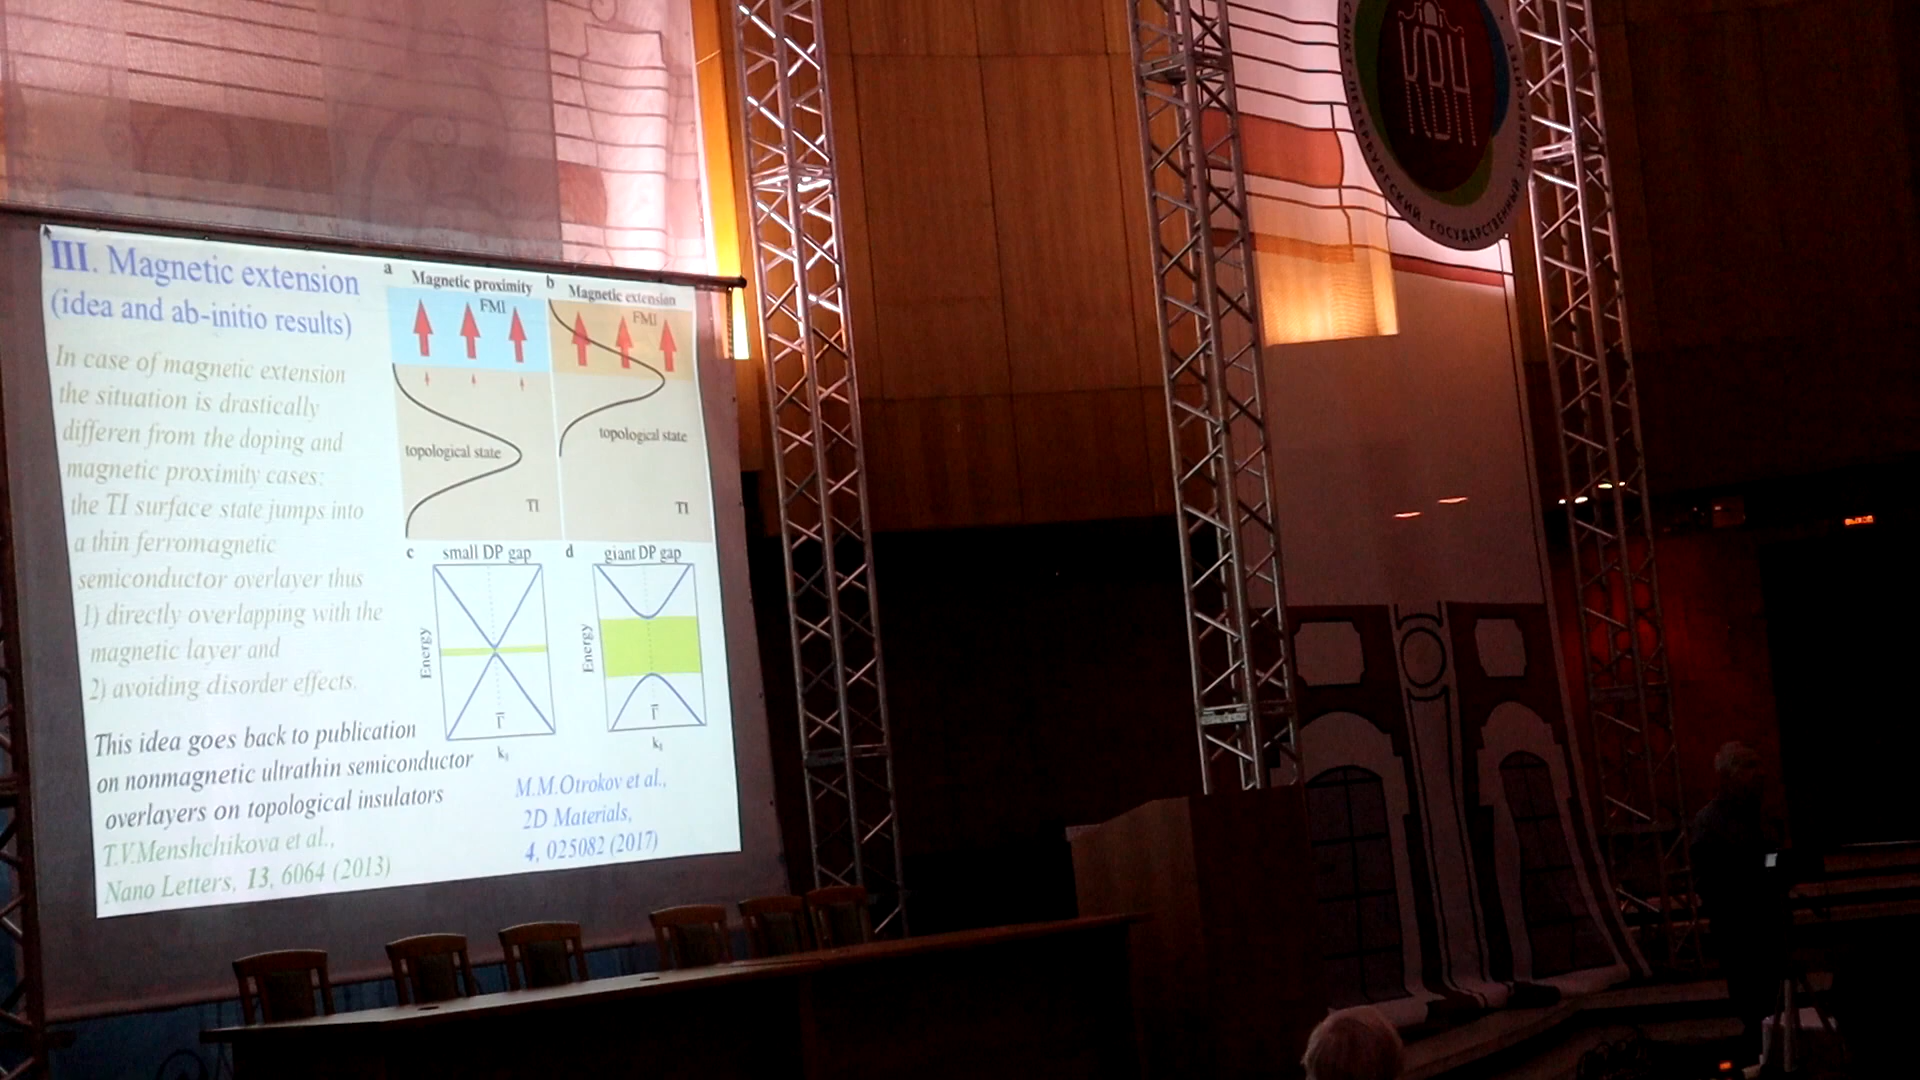 III. Magnetic extension
(idea and ab-initio results)
In case of magnetic extension
the situation is drastically
differen from the doping and
magnetic proximity cases:
the TI surface state jumps into
a thin ferromagnetic
semiconductor overlayer thus
1) directly overlapping with the
magnetic layer and
2) avoiding disorder effects.
This idea goes back to publication
on nonmagnetic ultrathin semiconductor
overlayers on topological insulators
T.V.Menshchikova et al.,
Nano Letters, 13, 6064 (2013)
a Magnetic proximity
FMI
topological state
TI
b Magnetic extension
FMI
topological state
TI
c small DP gap
Energy
Γ̅
k∥
d giant DP gap
Energy
Γ̅
k∥
M.M.Otrokov et al.,
2D Materials,
4, 025082 (2017)
КВН
САНКТ-ПЕТЕРБУРГСКИЙ ГОСУДАРСТВЕННЫЙ УНИВЕРСИТЕТ